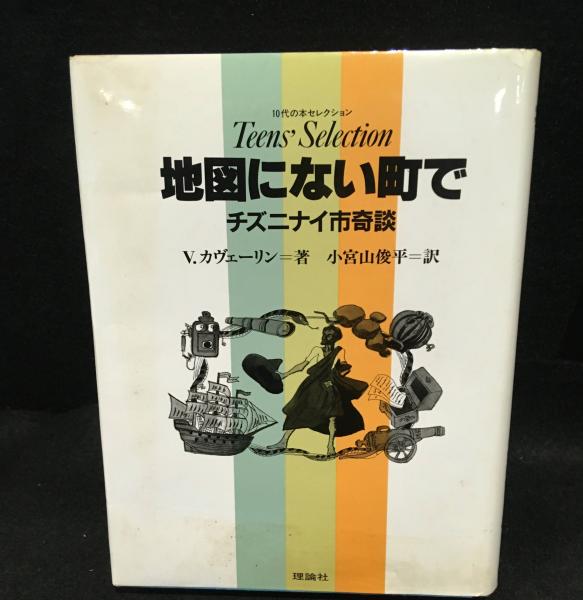 10代の本セレクション
Teens' Selection
地図にない町で
チズニナイ市奇談
V.カヴェーリン=著 小宮山俊平=訳
理論社